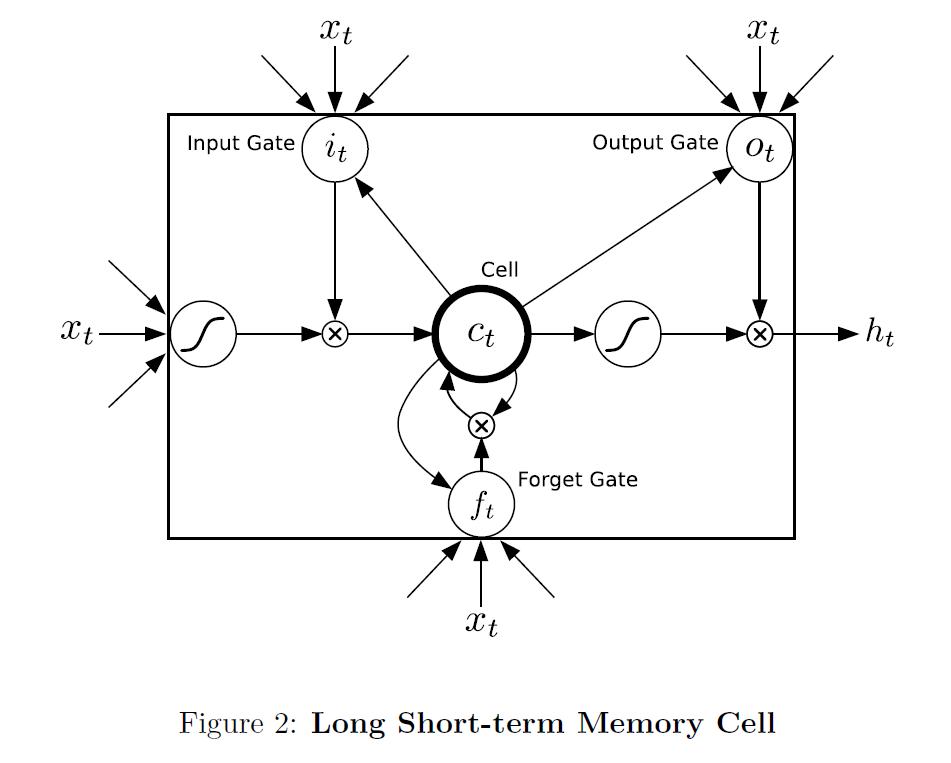 x_t x_t
Input Gate i_t Output Gate o_t
Cell
x_t c_t h_t
Forget Gate
f_t
x_t
Figure 2: Long Short-term Memory Cell